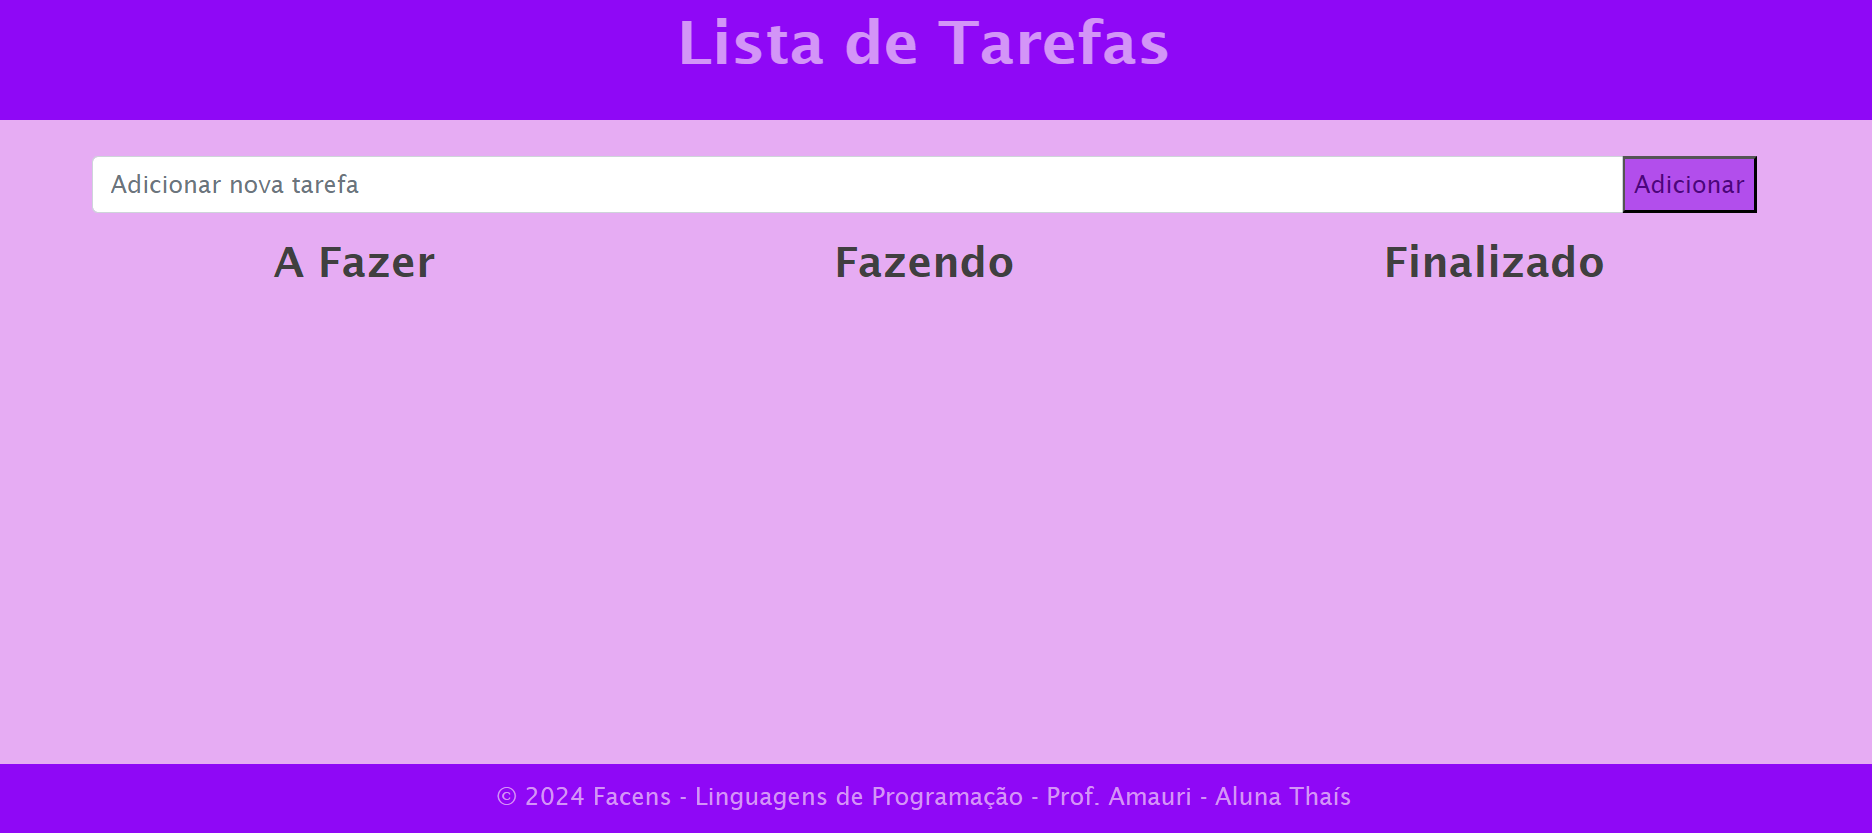 Lista de Tarefas
Adicionar nova tarefa
Adicionar
A Fazer
Fazendo
Finalizado
© 2024 Facens - Linguagens de Programação - Prof. Amauri - Aluna Thaís